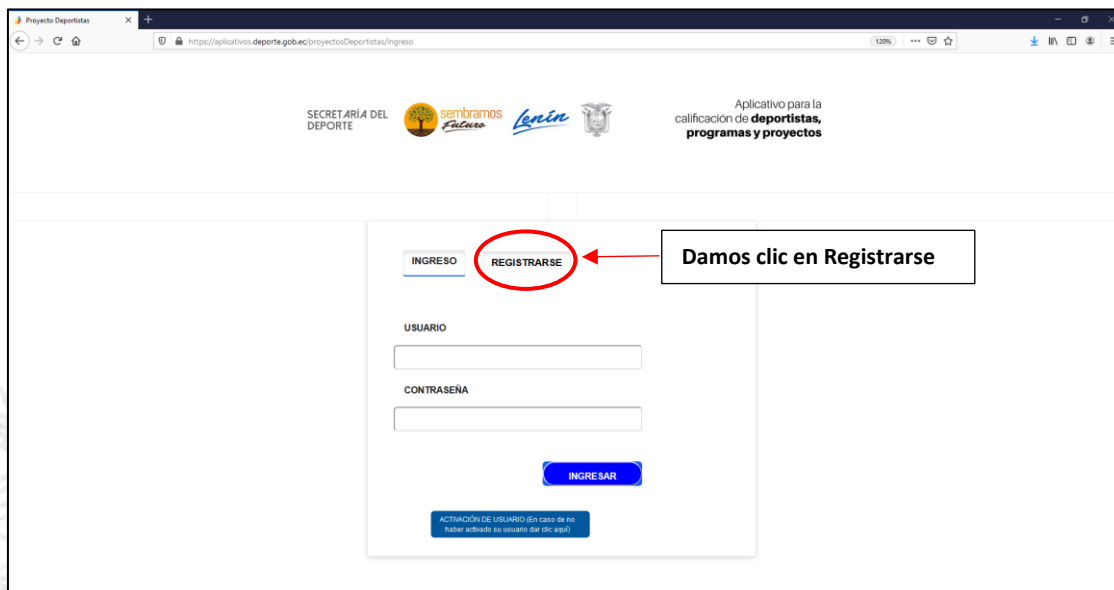 Proyecto Deportistas
https://aplicativos.deporte.gob.ec/proyectosDeportistas/ingreso
120%
SECRETARÍA DEL
DEPORTE
sembramos
Futuro
Lenín
Aplicativo para la
calificación de deportistas,
programas y proyectos
INGRESO
REGISTRARSE
Damos clic en Registrarse
USUARIO
CONTRASEÑA
INGRESAR
ACTIVACIÓN DE USUARIO (En caso de no
haber activado su usuario dar clic aquí)